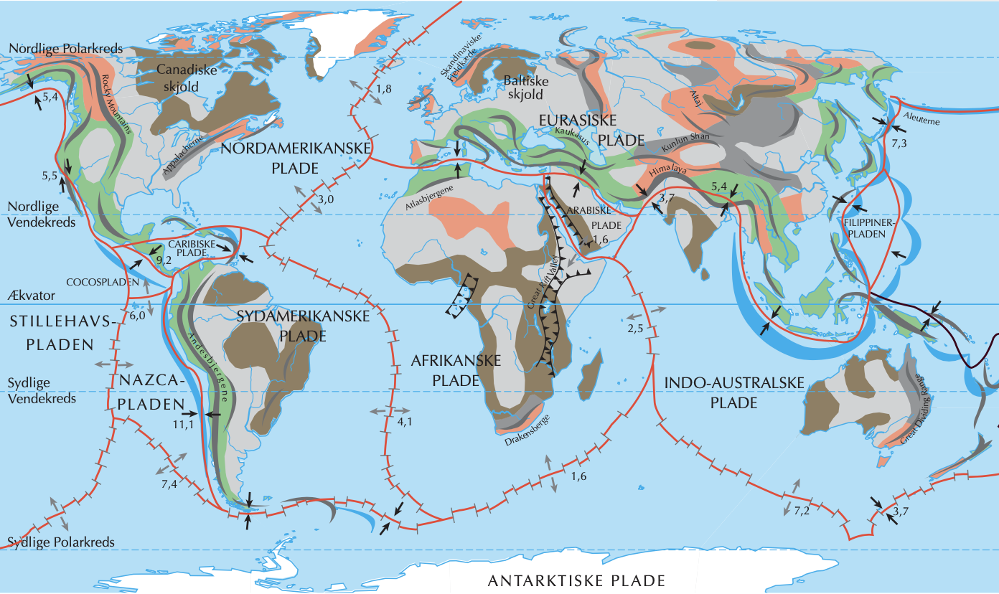 Nordlige Polarkreds
Canadiske
skjold
Skandinaviske
Fjeldkæde
Baltiske
skjold
5,4
Rocky Mountains
1,8
Altaj
Aleuterne
EURASISKE
PLADE
Kaukasus
Kunlun Shan
7,3
Appalacherne
NORDAMERIKANSKE
PLADE
5,5
Himalaya
3,0
Atlasbjergene
3,7
5,4
Nordlige
Vendekreds
ARABISKE
PLADE
1,6
FILIPPINER-
PLADEN
CARIBISKE
PLADE
9,2
COCOSPLADEN
Great Rift Valley
Ækvator
6,0
STILLEHAVS-
PLADEN
SYDAMERIKANSKE
PLADE
2,5
Andesbjergene
AFRIKANSKE
PLADE
NAZCA-
PLADEN
INDO-AUSTRALSKE
PLADE
Sydlige
Vendekreds
11,1
4,1
Drakensberge
Great Dividing Range
7,4
1,6
7,2
3,7
Sydlige Polarkreds
ANTARKTISKE PLADE